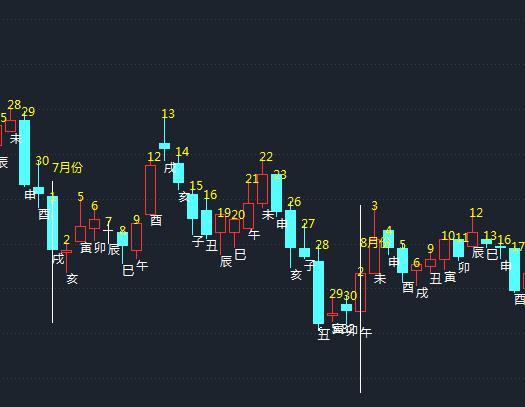 5 辰
28 未
29 申
30 酉
7月份
1 戌
2 亥
5 寅
6 卯
7 辰
8 巳
9 午
12 酉
13 戌
14 亥
15 子
16 丑
19 辰
20 巳
21 午
22 未
23 申
26 亥
27 子
28 丑
29 寅
30 卯
8月份
2 午
3 未
4 申
5 酉
6 戌
9 丑
10 寅
11 卯
12 辰
13 巳
16 申
17 酉